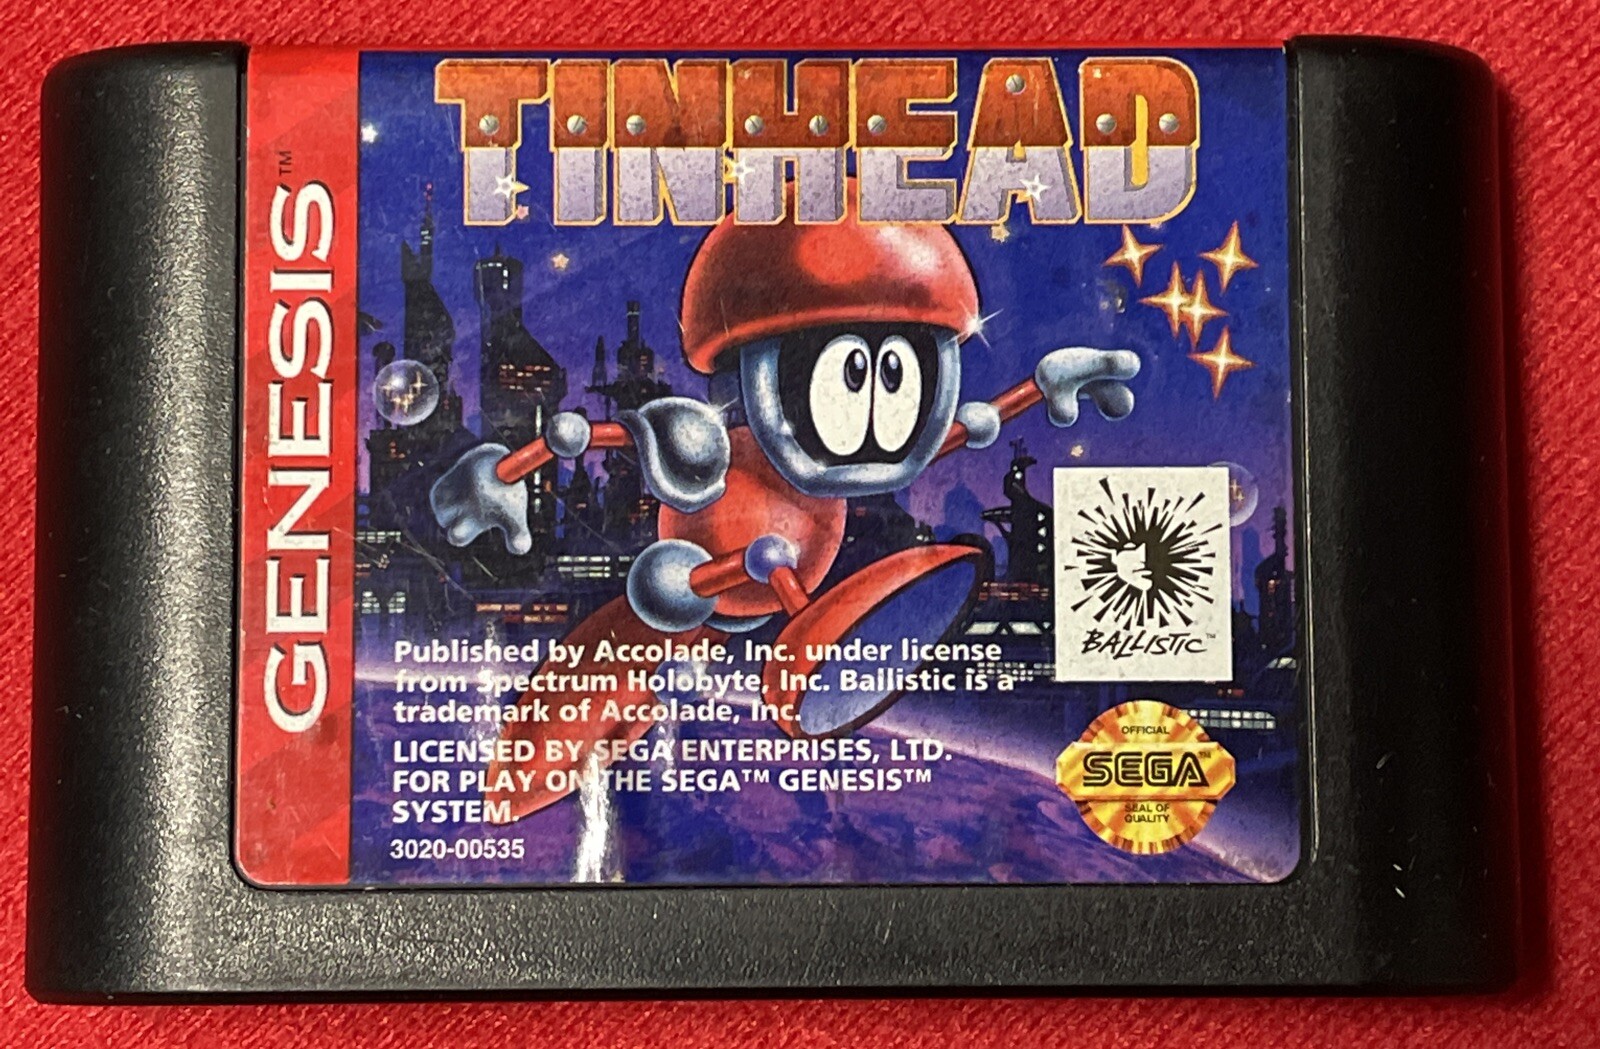 TINHEAD
GENESIS™
BALLISTIC™
Published by Accolade, Inc. under license
from Spectrum Holobyte, Inc. Ballistic is a
trademark of Accolade, Inc.
LICENSED BY SEGA ENTERPRISES, LTD.
FOR PLAY ON THE SEGA™ GENESIS™
SYSTEM.
3020-00535
OFFICIAL
SEGA™
SEAL OF
QUALITY